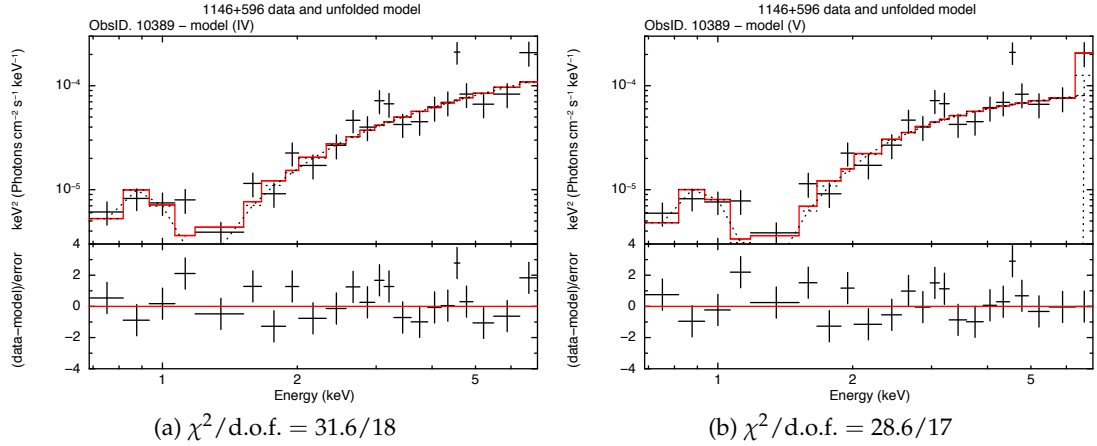 1146+596 data and unfolded model
ObsID. 10389 − model (IV)
keV² (Photons cm⁻² s⁻¹ keV⁻¹)
10⁻⁴
10⁻⁵
(data−model)/error
4
2
0
−2
−4
1
2
5
Energy (keV)
(a) χ²/d.o.f. = 31.6/18
1146+596 data and unfolded model
ObsID. 10389 − model (V)
keV² (Photons cm⁻² s⁻¹ keV⁻¹)
10⁻⁴
10⁻⁵
(data−model)/error
4
2
0
−2
−4
1
2
5
Energy (keV)
(b) χ²/d.o.f. = 28.6/17